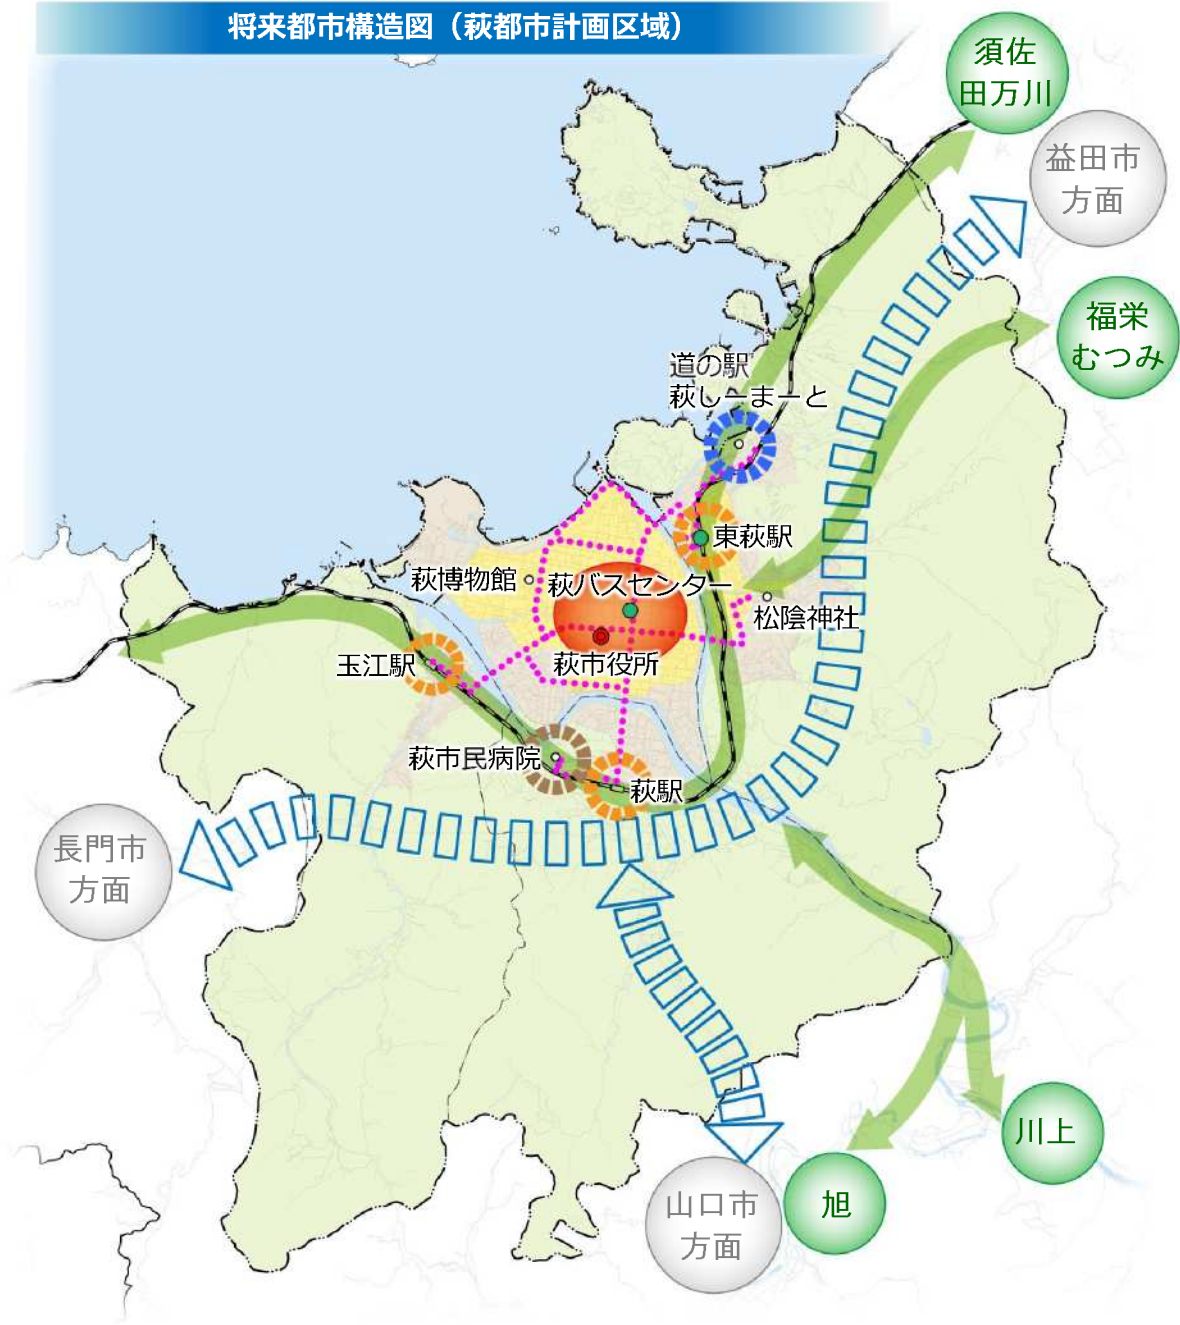 将来都市構造図（萩都市計画区域）
須佐
田万川
益田市
方面
福栄
むつみ
道の駅
萩しーまーと
東萩駅
萩博物館
萩バスセンター
松陰神社
萩市役所
玉江駅
萩市民病院
萩駅
長門市
方面
川上
旭
山口市
方面